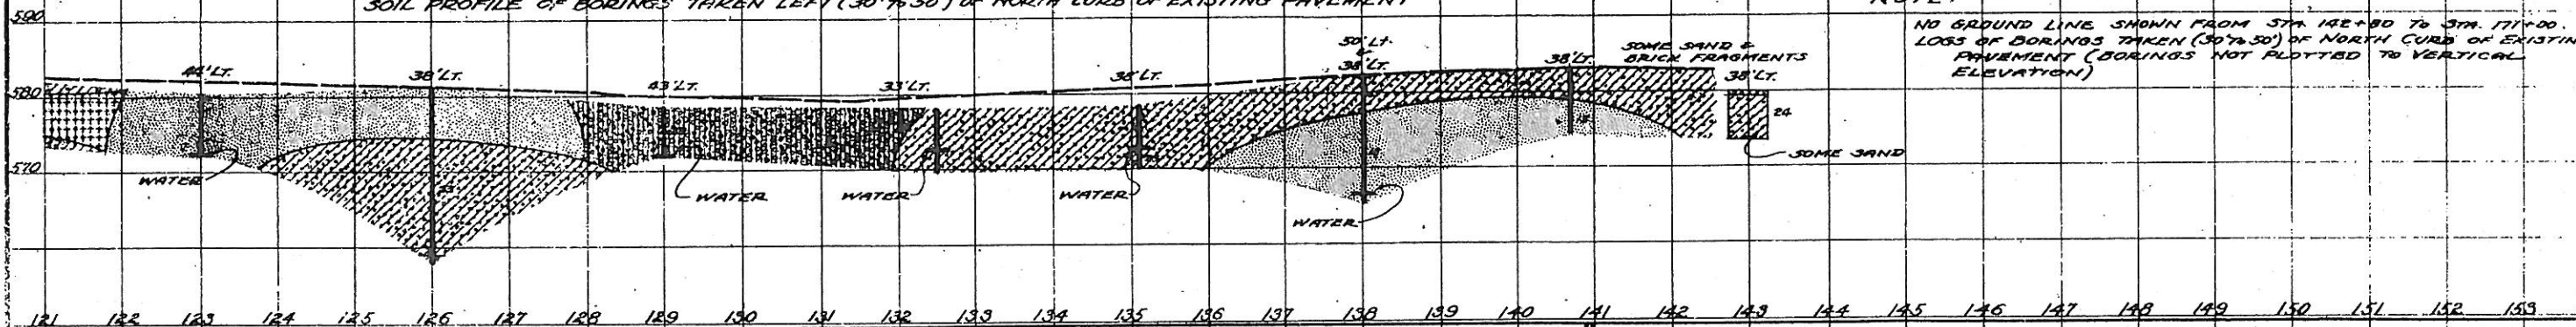 SOIL PROFILE OF BORINGS TAKEN LEFT (30' TO 50') OF NORTH CURB OF EXISTING PAVEMENT
NOTE:
590
NO GROUND LINE SHOWN FROM STA 142+80 TO STA. 171+00.
LOGS OF BORINGS TAKEN (30' TO 50') OF NORTH CURB OF EXISTIN
PAVEMENT (BORINGS NOT PLOTTED TO VERTICAL
ELEVATION)
50' LT.
SOME SAND &
BRICK FRAGMENTS
44' LT.
38' LT.
43' LT.
33' LT.
38' LT.
38' LT.
38' LT.
38' LT.
580
24
SOME SAND
570
WATER
WATER
WATER
WATER
WATER
121 122 123 124 125 126 127 128 129 130 131 132 133 134 135 136 137 138 139 140 141 142 143 144 145 146 147 148 149 150 151 152 153